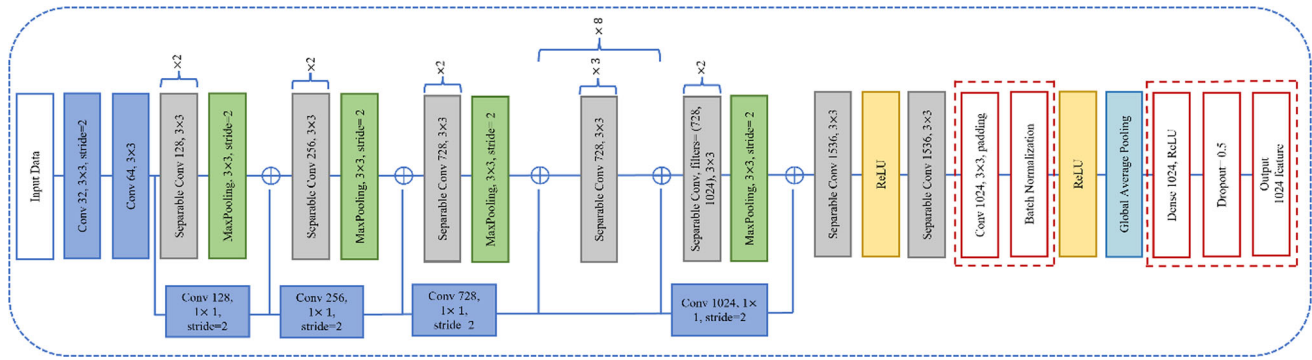 ×8
×2
×2
×2
×3
×2
Input Data
Conv 32, 3×3, stride=2
Conv 64, 3×3
Separable Conv 128, 3×3
MaxPooling, 3×3, stride=2
Separable Conv 256, 3×3
MaxPooling, 3×3, stride= 2
Separable Conv 728, 3×3
MaxPooling, 3×3, stride= 2
Separable Conv 728, 3×3
Separable Conv, filters= (728,
1024), 3×3
MaxPooling, 3×3, stride= 2
Separable Conv 1536, 3×3
ReLU
Separable Conv 1536, 3×3
Conv 1024, 3×3, padding
Batch Normalization
ReLU
Global Average Pooling
Dense 1024, ReLU
Dropout= 0.5
Output
1024 feature
Conv 128,
1× 1,
stride=2
Conv 256,
1× 1,
stride=2
Conv 728,
1× 1,
stride 2
Conv 1024, 1×
1, stride=2